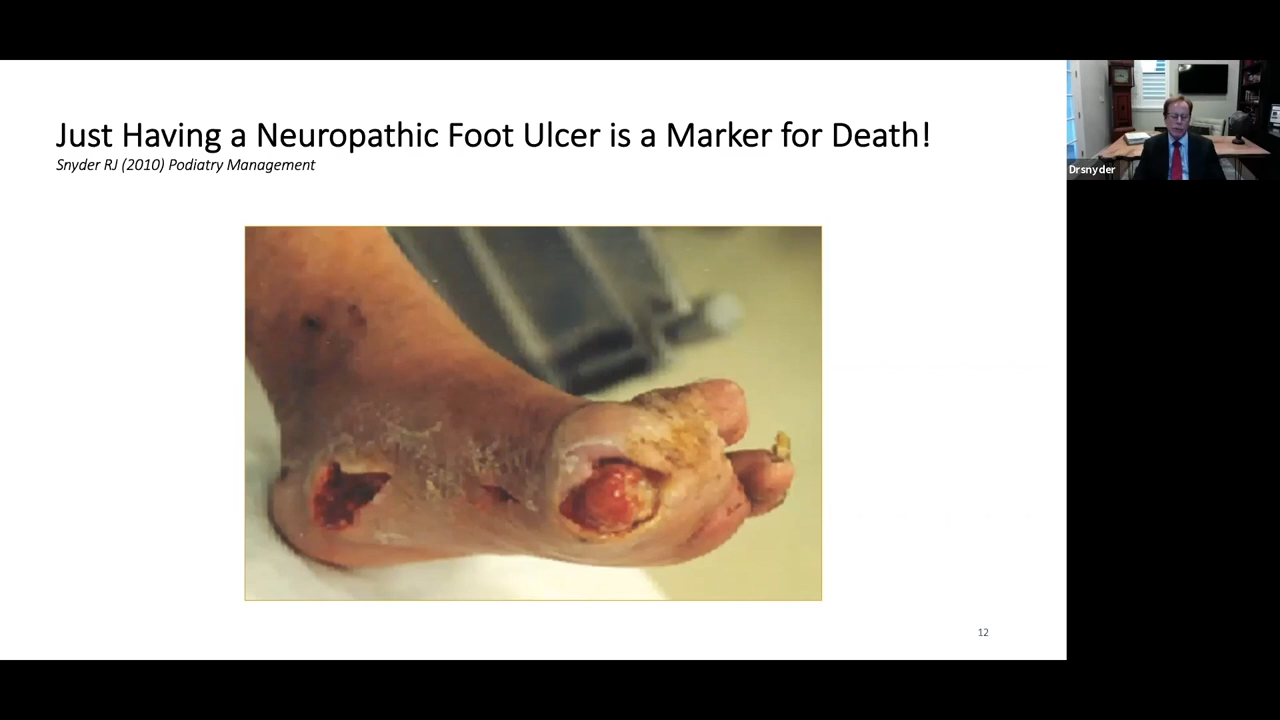 Just Having a Neuropathic Foot Ulcer is a Marker for Death!
Snyder RJ (2010) Podiatry Management
Drsnyder
12